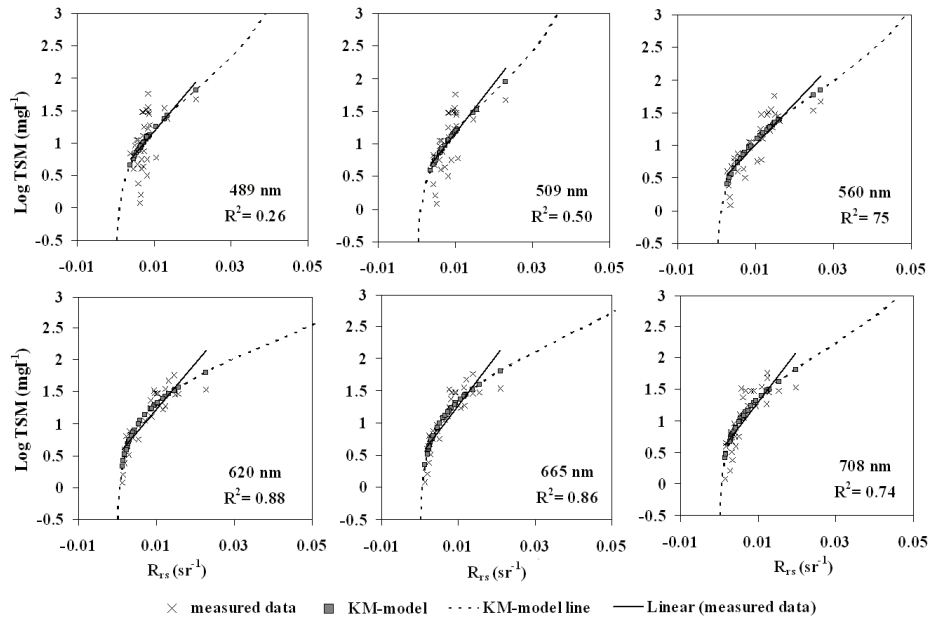 Log TSM (mgl-1)
3
2.5
2
1.5
1
0.5
0
-0.5
-0.01 0.01 0.03 0.05
489 nm
R2= 0.26
3
2.5
2
1.5
1
0.5
0
-0.5
-0.01 0.01 0.03 0.05
509 nm
R2= 0.50
3
2.5
2
1.5
1
0.5
0
-0.5
-0.01 0.01 0.03 0.05
560 nm
R2= 75
Log TSM (mgl-1)
3
2.5
2
1.5
1
0.5
0
-0.5
-0.01 0.01 0.03 0.05
620 nm
R2= 0.88
Rrs (sr-1)
3
2.5
2
1.5
1
0.5
0
-0.5
-0.01 0.01 0.03 0.05
665 nm
R2= 0.86
Rrs (sr-1)
3
2.5
2
1.5
1
0.5
0
-0.5
-0.01 0.01 0.03 0.05
708 nm
R2= 0.74
Rrs (sr-1)
measured data KM-model KM-model line Linear (measured data)